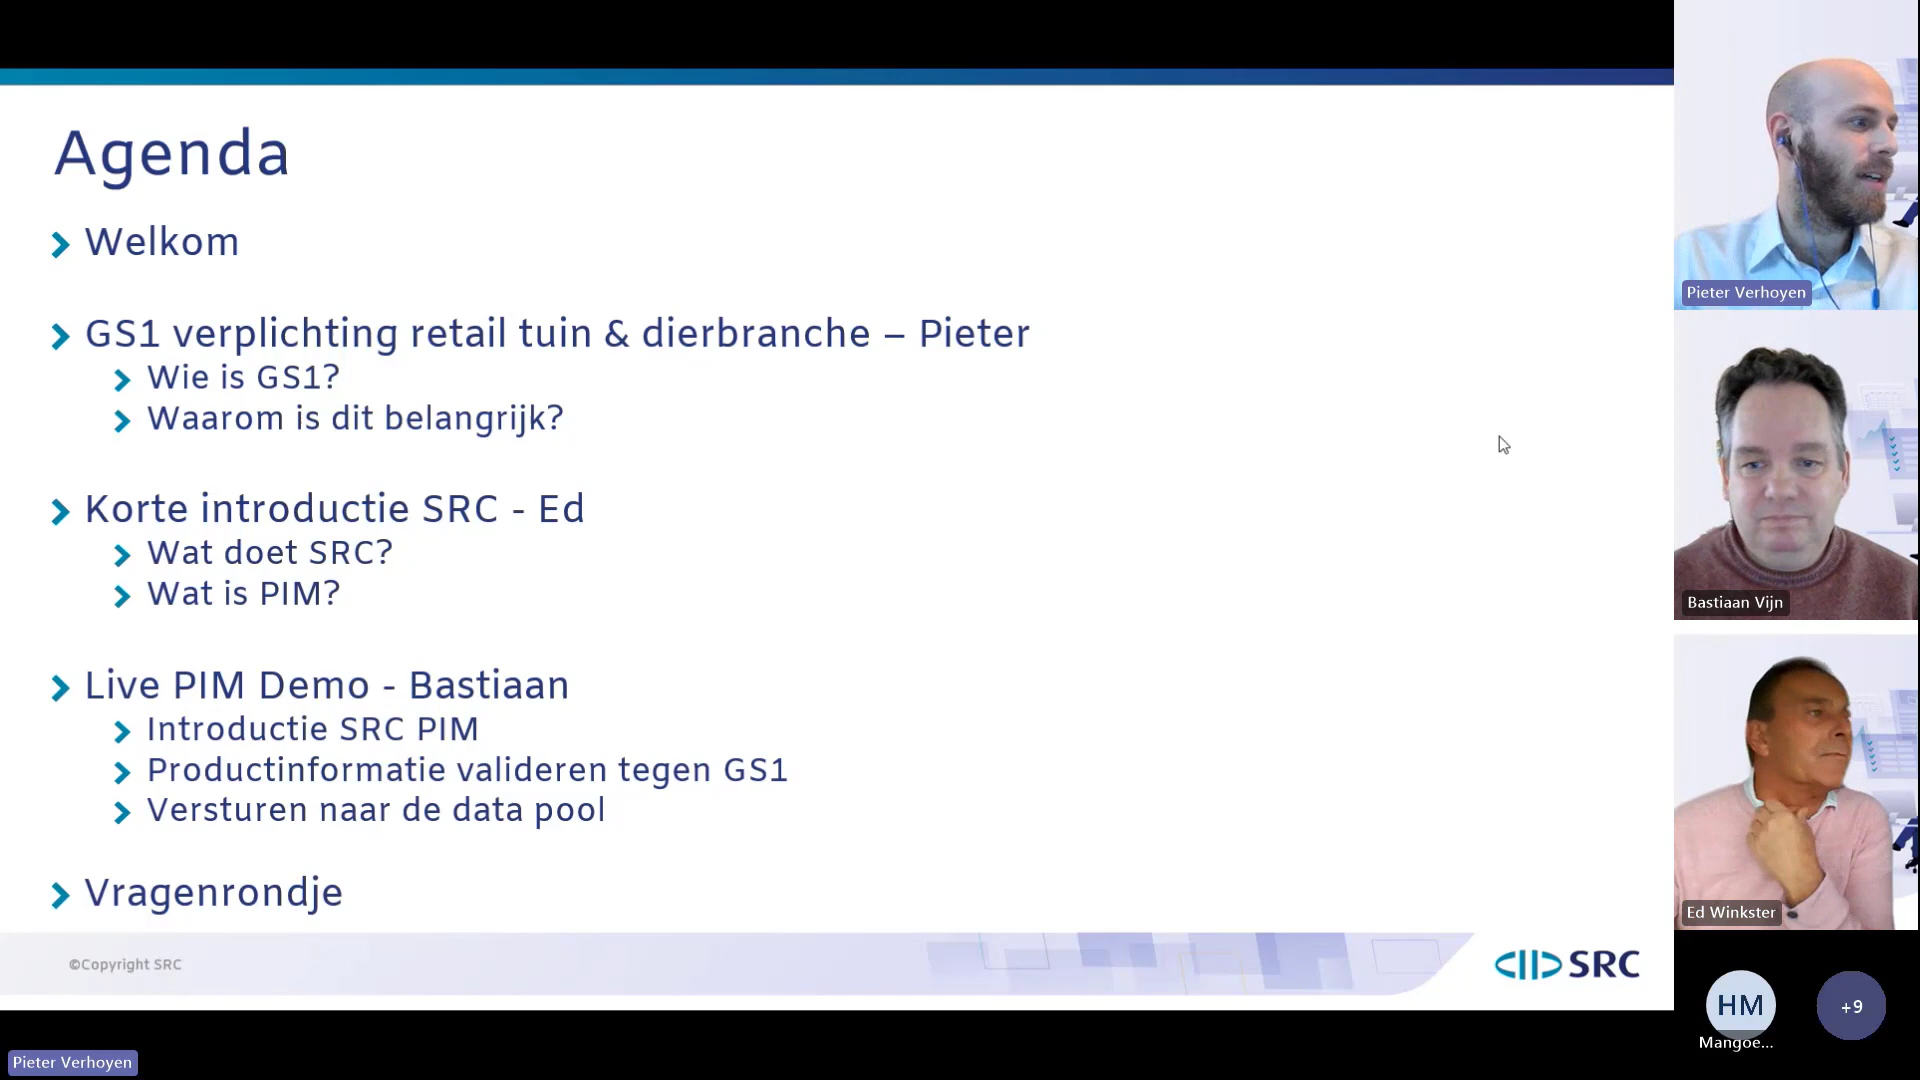 Agenda
Welkom
GS1 verplichting retail tuin & dierbranche – Pieter
Wie is GS1?
Waarom is dit belangrijk?
Korte introductie SRC - Ed
Wat doet SRC?
Wat is PIM?
Live PIM Demo - Bastiaan
Introductie SRC PIM
Productinformatie valideren tegen GS1
Versturen naar de data pool
Vragenrondje
©Copyright SRC
SRC
Pieter Verhoyen
Pieter Verhoyen
Bastiaan Vijn
Ed Winkster
HM
Mangoe...
+9